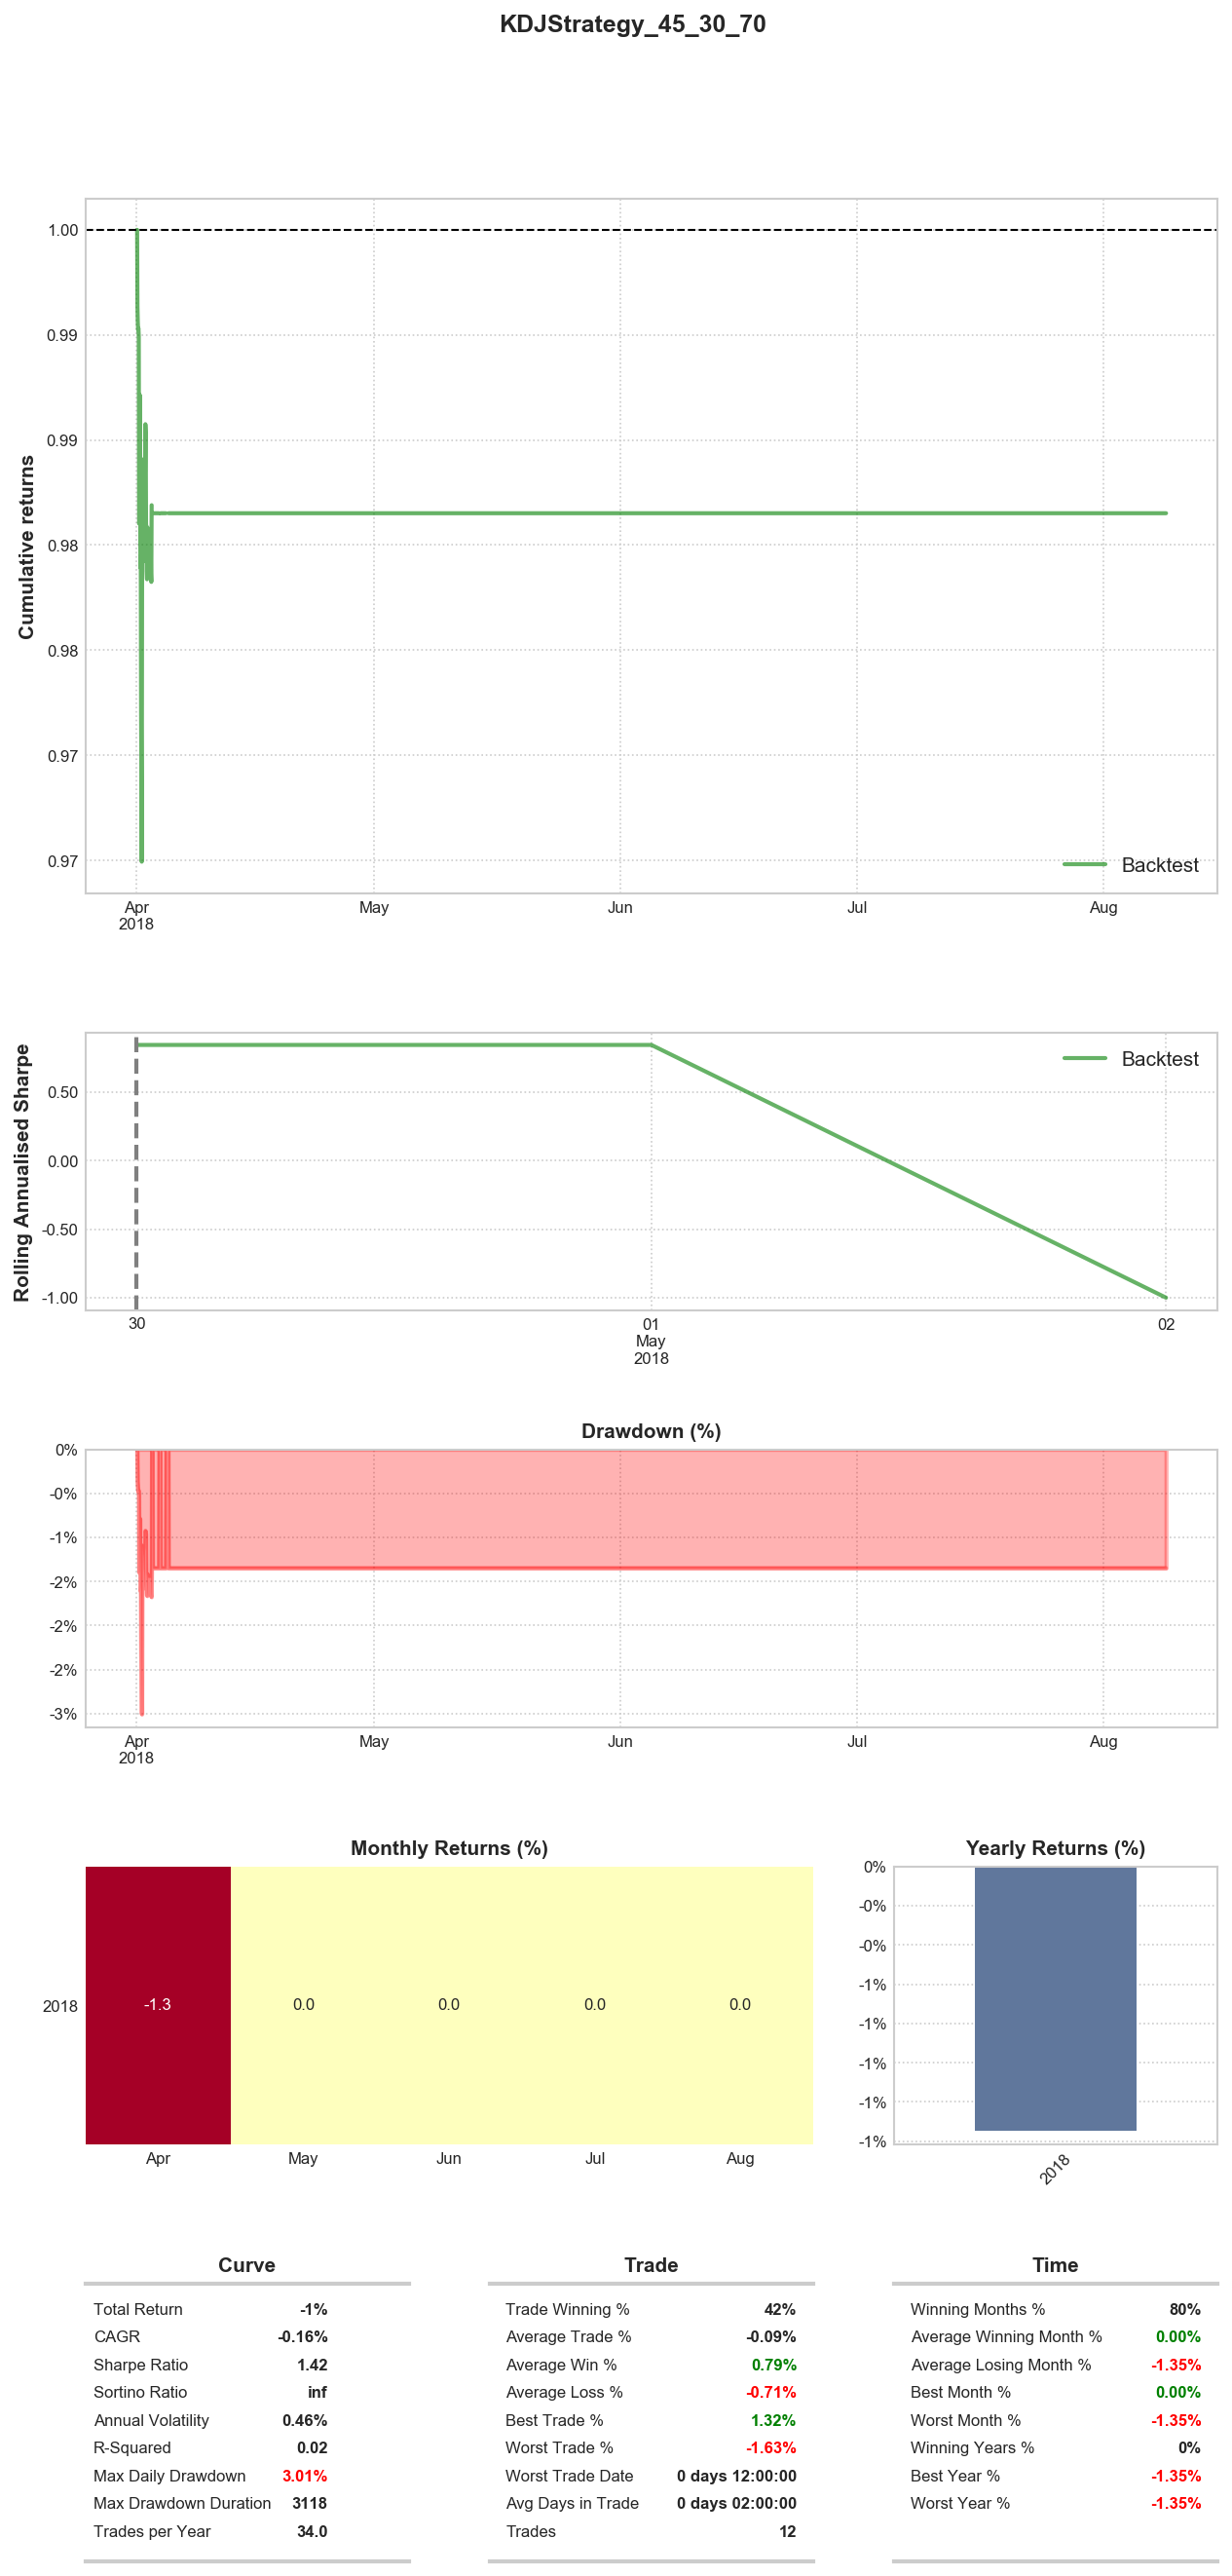 KDJStrategy_45_30_70
Cumulative returns
1.00
0.99
0.99
0.98
0.98
0.97
0.97
Backtest
Apr May Jun Jul Aug
2018
Rolling Annualised Sharpe
0.50
0.00
-0.50
-1.00
Backtest
30 01 02
May
2018
Drawdown (%)
0%
-0%
-1%
-2%
-2%
-2%
-3%
Apr May Jun Jul Aug
2018
Monthly Returns (%)
2018 -1.3 0.0 0.0 0.0 0.0
Apr May Jun Jul Aug
Yearly Returns (%)
0%
-0%
-0%
-1%
-1%
-1%
-1%
-1%
2018
Curve
Total Return -1%
CAGR -0.16%
Sharpe Ratio 1.42
Sortino Ratio inf
Annual Volatility 0.46%
R-Squared 0.02
Max Daily Drawdown 3.01%
Max Drawdown Duration 3118
Trades per Year 34.0
Trade
Trade Winning % 42%
Average Trade % -0.09%
Average Win % 0.79%
Average Loss % -0.71%
Best Trade % 1.32%
Worst Trade % -1.63%
Worst Trade Date 0 days 12:00:00
Avg Days in Trade 0 days 02:00:00
Trades 12
Time
Winning Months % 80%
Average Winning Month % 0.00%
Average Losing Month % -1.35%
Best Month % 0.00%
Worst Month % -1.35%
Winning Years % 0%
Best Year % -1.35%
Worst Year % -1.35%